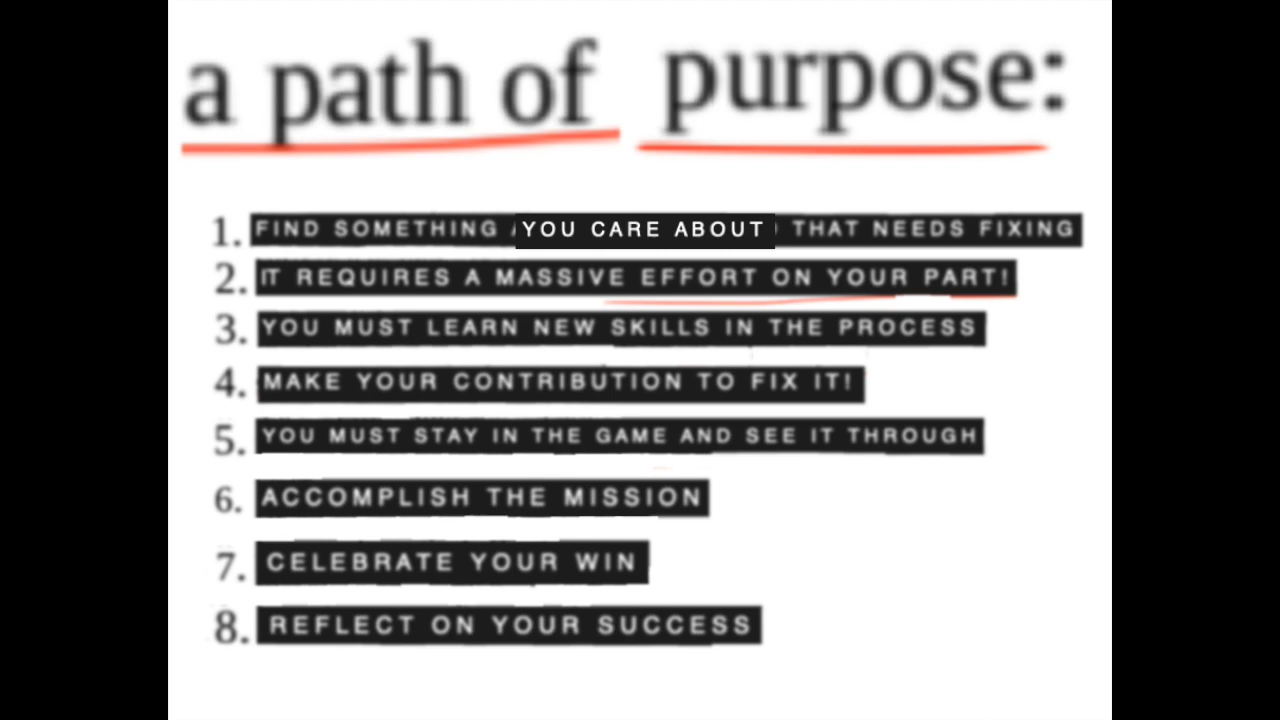 a path of purpose:
1. FIND SOMETHING YOU CARE ABOUT THAT NEEDS FIXING
2. IT REQUIRES A MASSIVE EFFORT ON YOUR PART!
3. YOU MUST LEARN NEW SKILLS IN THE PROCESS
4. MAKE YOUR CONTRIBUTION TO FIX IT!
5. YOU MUST STAY IN THE GAME AND SEE IT THROUGH
6. ACCOMPLISH THE MISSION
7. CELEBRATE YOUR WIN
8. REFLECT ON YOUR SUCCESS